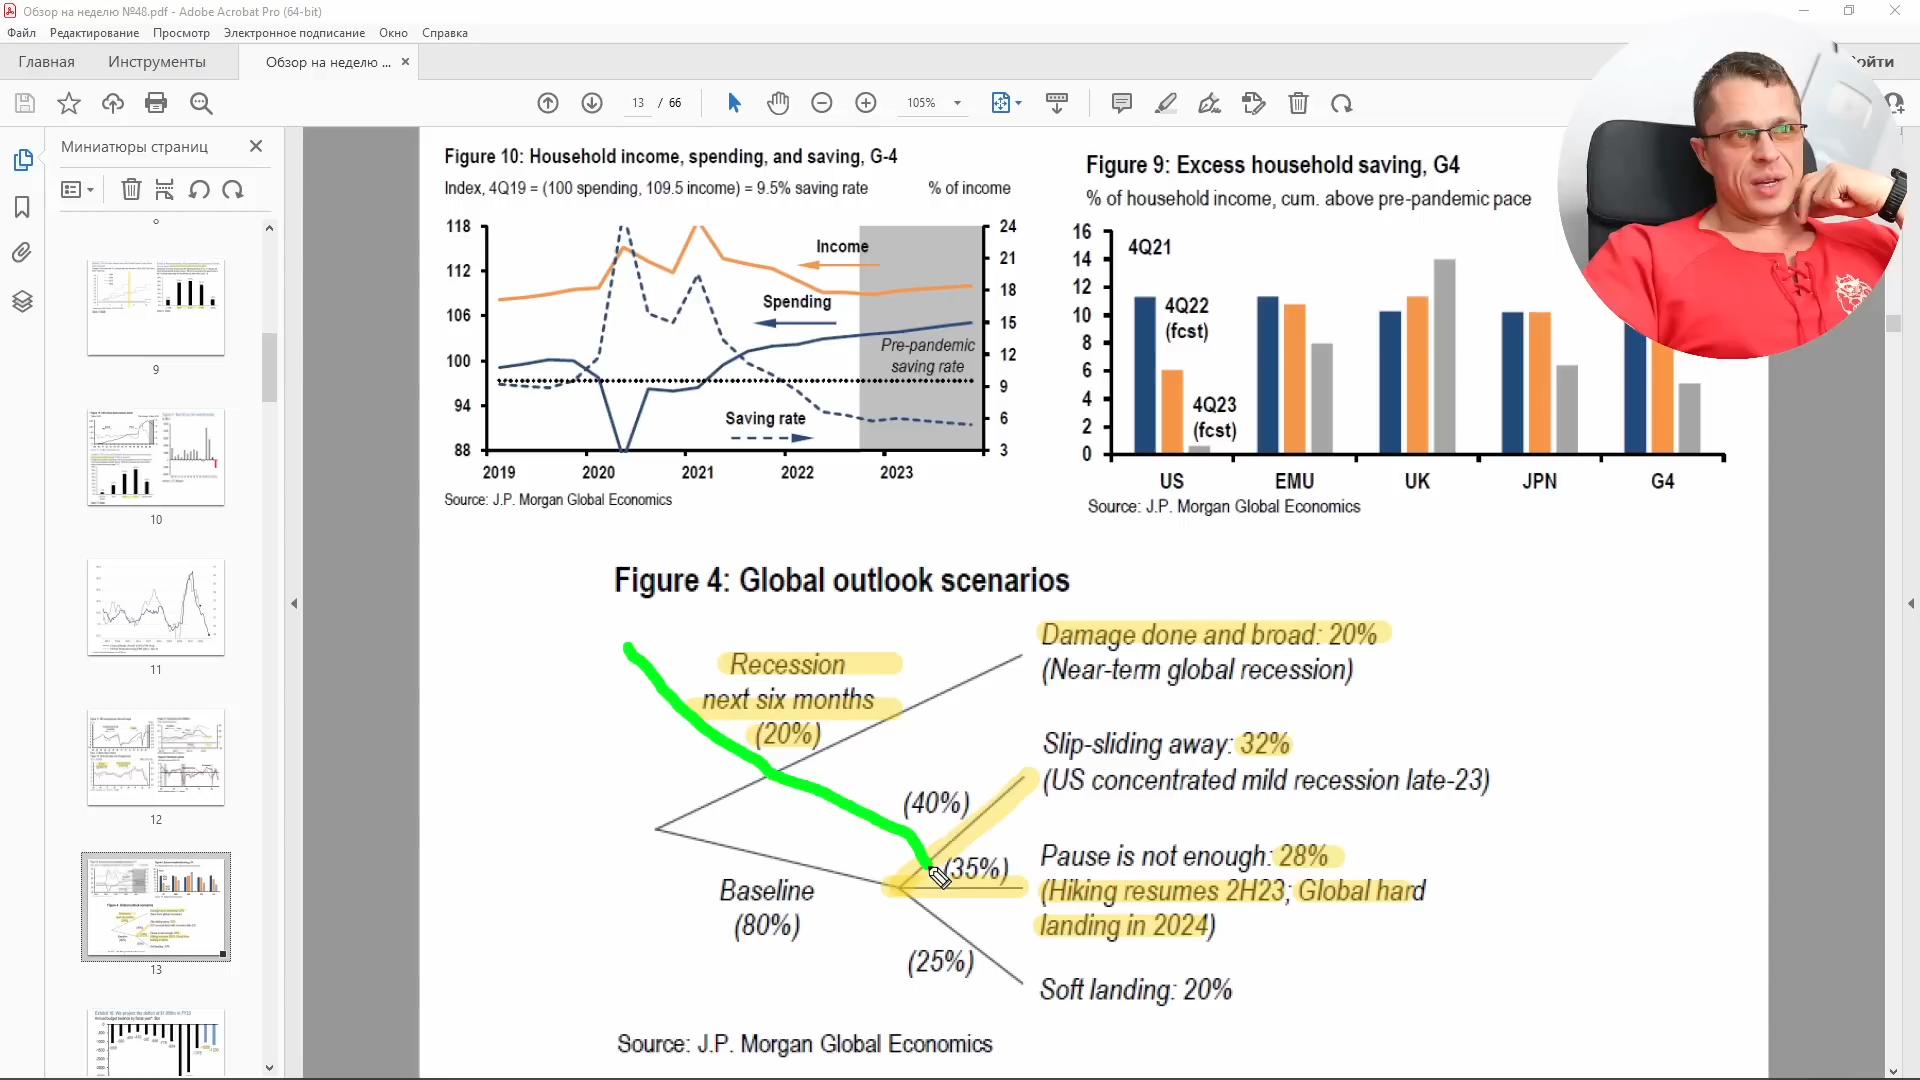 Обзор на неделю №48.pdf - Adobe Acrobat Pro (64-bit)
Файл Редактирование Просмотр Электронное подписание Окно Справка
Главная Инструменты Обзор на неделю ... × ойти
13 / 66 105%
Миниатюры страниц
9
10
11
12
13
Figure 10: Household income, spending, and saving, G-4
Index, 4Q19 = (100 spending, 109.5 income) = 9.5% saving rate % of income
118
112
106
100
94
88
24
21
18
15
12
9
6
3
Income
Spending
Pre-pandemic
saving rate
Saving rate
2019 2020 2021 2022 2023
Source: J.P. Morgan Global Economics
Figure 9: Excess household saving, G4
% of household income, cum. above pre-pandemic pace
16
14
12
10
8
6
4
2
0
4Q21
4Q22
(fcst)
4Q23
(fcst)
US EMU UK JPN G4
Source: J.P. Morgan Global Economics
Figure 4: Global outlook scenarios
Recession
next six months
(20%)
Baseline
(80%)
(40%)
(35%)
(25%)
Damage done and broad: 20%
(Near-term global recession)
Slip-sliding away: 32%
(US concentrated mild recession late-23)
Pause is not enough: 28%
(Hiking resumes 2H23; Global hard
landing in 2024)
Soft landing: 20%
Source: J.P. Morgan Global Economics